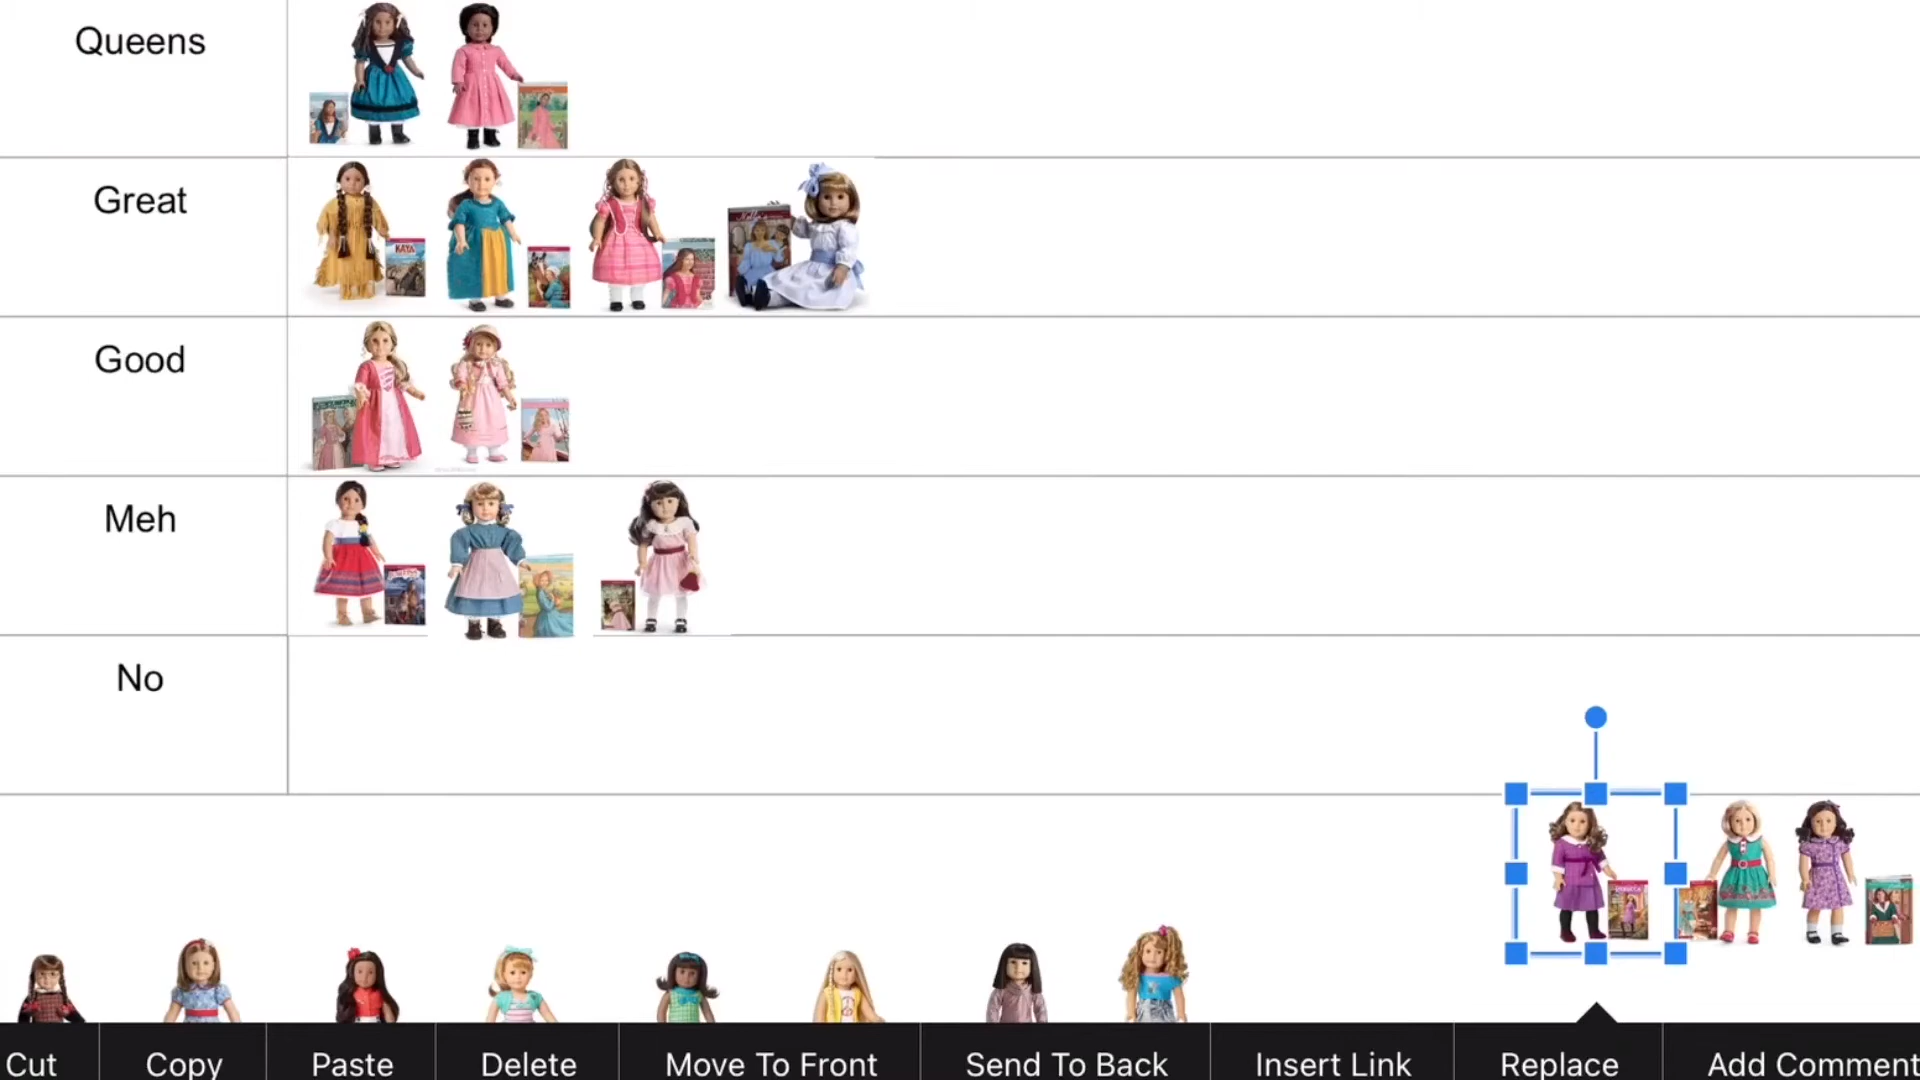 Queens
Great
KAYA
Good
Meh
No
Cut
Copy
Paste
Delete
Move To Front
Send To Back
Insert Link
Replace
Add Comment